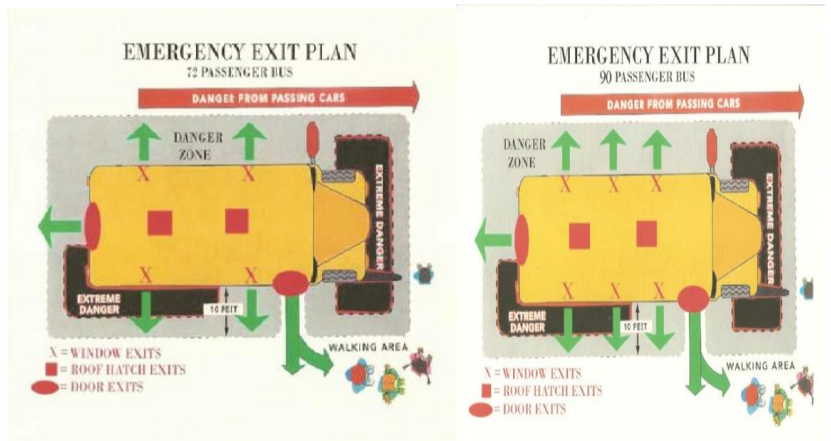 EMERGENCY EXIT PLAN
72 PASSENGER BUS
DANGER FROM PASSING CARS
DANGER
ZONE
X
X
EXTREME DANGER
X
X
EXTREME
DANGER
10 FEET
WALKING AREA
X = WINDOW EXITS
= ROOF HATCH EXITS
= DOOR EXITS
EMERGENCY EXIT PLAN
90 PASSENGER BUS
DANGER FROM PASSING CARS
DANGER
ZONE
X
X
X
EXTREME DANGER
X
X
X
EXTREME
DANGER
10 FEET
WALKING AREA
X = WINDOW EXITS
= ROOF HATCH EXITS
= DOOR EXITS